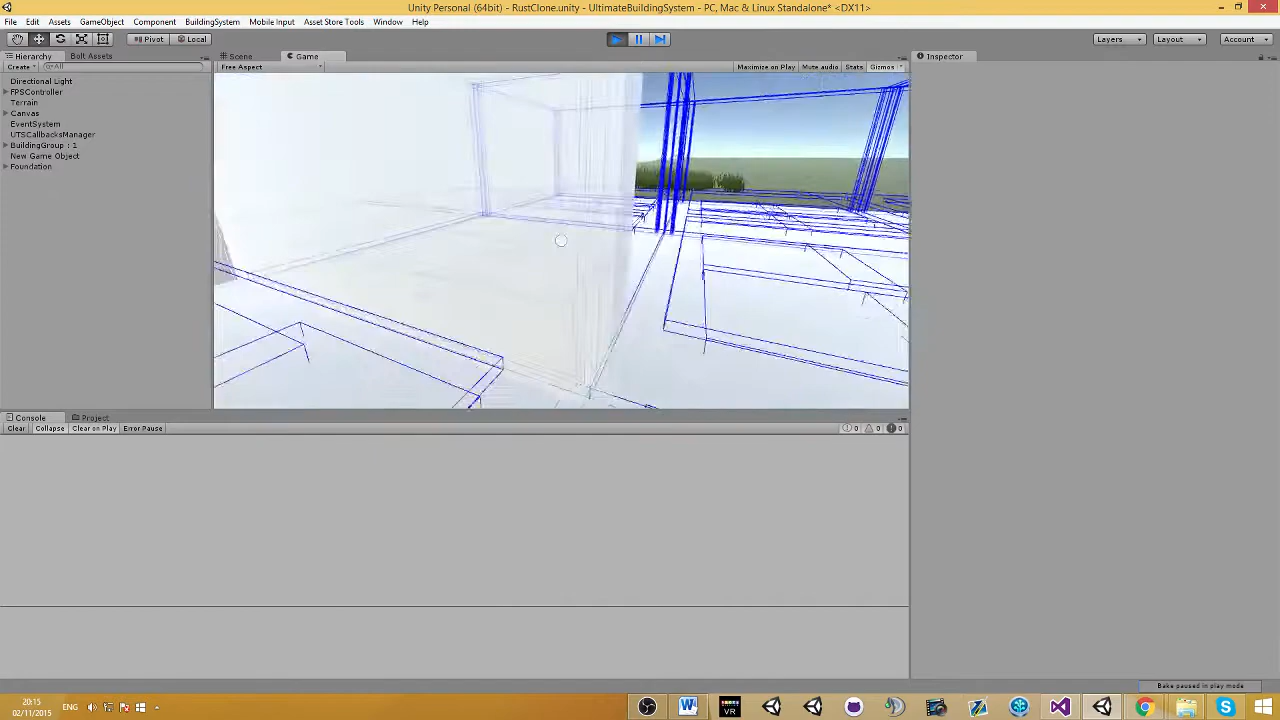 Unity Personal (64bit) - RustClone.unity - UltimateBuildingSystem - PC, Mac & Linux Standalone* <DX11>
File Edit Assets GameObject Component BuildingSystem Mobile Input Asset Store Tools Window Help
Pivot Local Layers Layout Account
Hierarchy Bolt Assets Scene Game Inspector
Create All Free Aspect Maximize on Play Mute audio Stats Gizmos
Directional Light
FPSController
Terrain
Canvas
EventSystem
UTSCallbacksManager
BuildingGroup : 1
New Game Object
Foundation
Console Project
Clear Collapse Clear on Play Error Pause 0 0 0
Bake paused in play mode
20:15
02/11/2015
ENG
W
VR
S